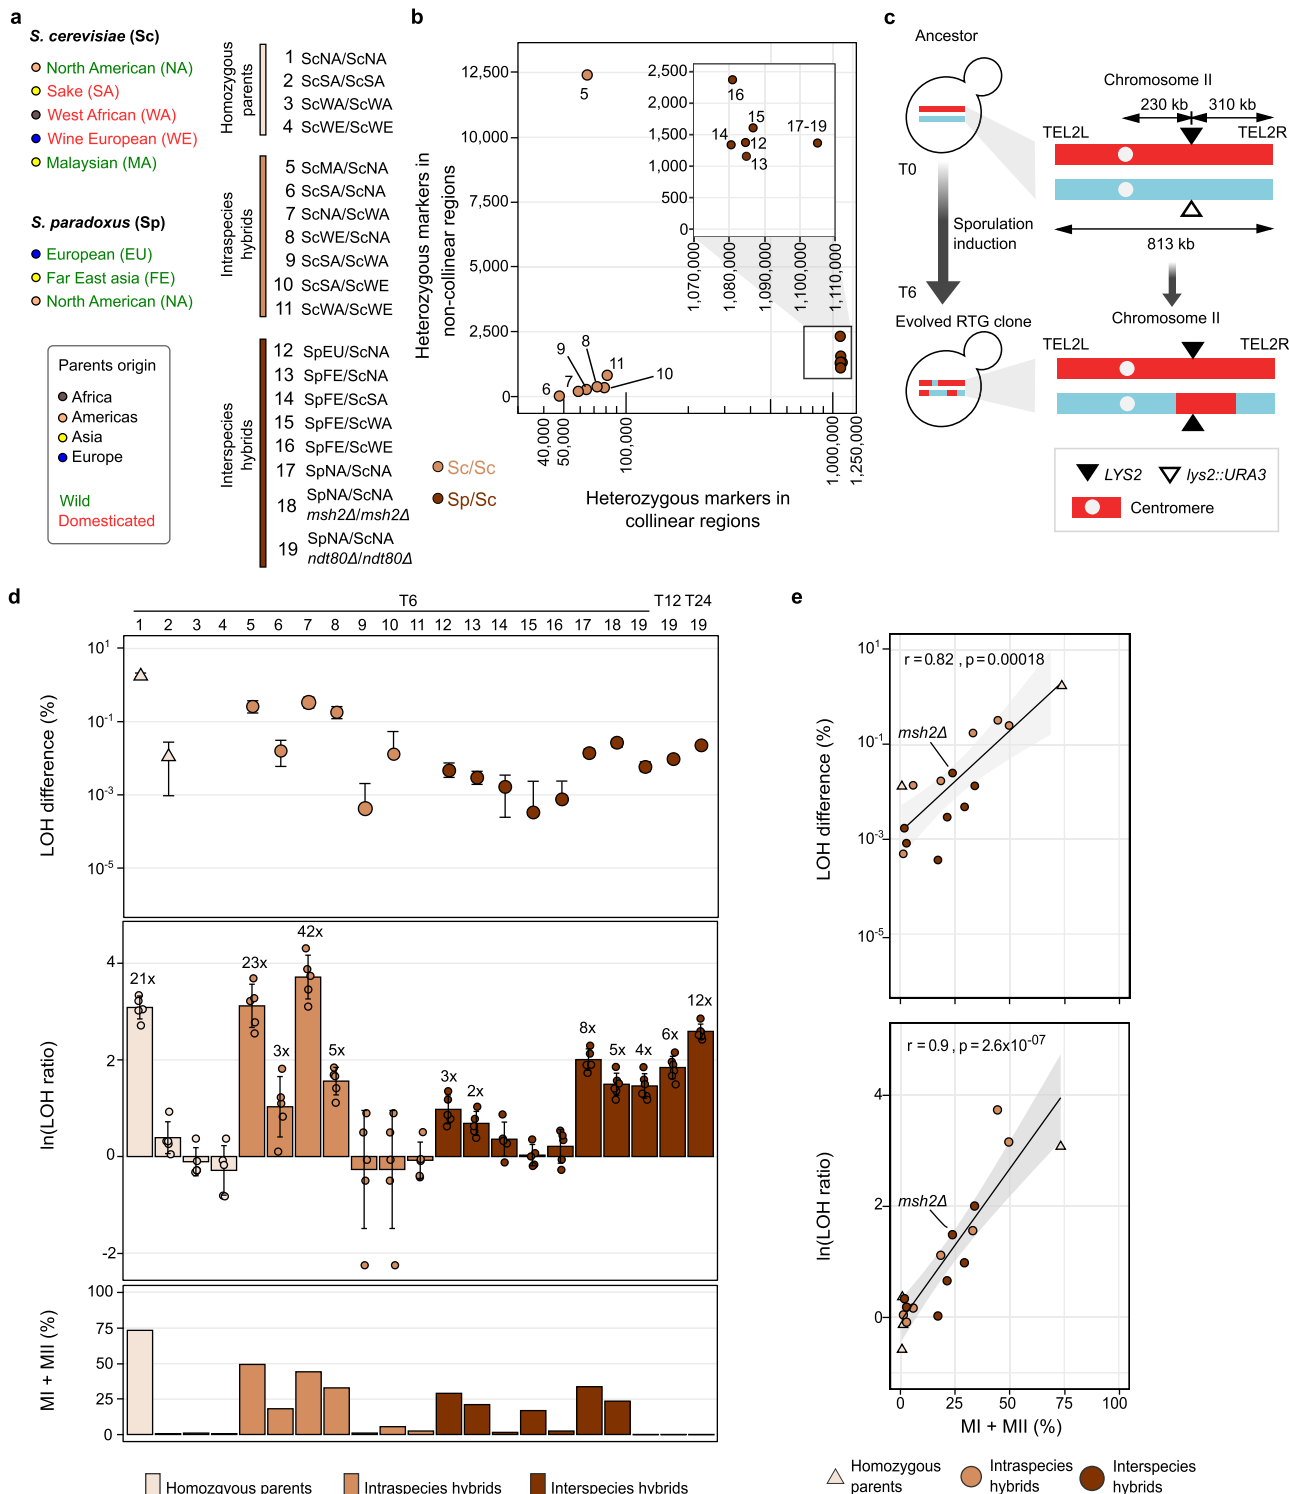 a
S. cerevisiae (Sc)
North American (NA)
Sake (SA)
West African (WA)
Wine European (WE)
Malaysian (MA)
S. paradoxus (Sp)
European (EU)
Far East asia (FE)
North American (NA)
Parents origin
Africa
Americas
Asia
Europe
Wild
Domesticated
Homozygous parents
1 ScNA/ScNA
2 ScSA/ScSA
3 ScWA/ScWA
4 ScWE/ScWE
Intraspecies hybrids
5 ScMA/ScNA
6 ScSA/ScNA
7 ScNA/ScWA
8 ScWE/ScNA
9 ScSA/ScWA
10 ScSA/ScWE
11 ScWA/ScWE
Interspecies hybrids
12 SpEU/ScNA
13 SpFE/ScNA
14 SpFE/ScSA
15 SpFE/ScWA
16 SpFE/ScWE
17 SpNA/ScNA
18 SpNA/ScNA
msh2Δ/msh2Δ
19 SpNA/ScNA
ndt80Δ/ndt80Δ
b
Heterozygous markers in
non-collinear regions
12,500
10,000
7,500
5,000
2,500
0
5
6
7
8
9
10
11
2,500
2,000
1,500
1,000
500
0
16
15
14
12
13
17-19
1,070,000
1,080,000
1,090,000
1,100,000
1,110,000
40,000
50,000
100,000
1,000,000
1,250,000
Heterozygous markers in
collinear regions
Sc/Sc
Sp/Sc
c
Ancestor
T0
Sporulation
induction
T6
Evolved RTG clone
Chromosome II
230 kb 310 kb
TEL2L TEL2R
813 kb
Chromosome II
TEL2L TEL2R
LYS2 lys2::URA3
Centromere
d
T6 T12 T24
1 2 3 4 5 6 7 8 9 10 11 12 13 14 15 16 17 18 19 19 19
LOH difference (%)
10^1
10^-1
10^-3
10^-5
ln(LOH ratio)
4
2
0
-2
21x
23x
3x
42x
5x
3x
2x
8x
5x
4x
6x
12x
MI + MII (%)
100
75
50
25
0
Homozygous parents Intraspecies hybrids Interspecies hybrids
e
r=0.82 , p=0.00018
LOH difference (%)
10^1
10^-1
10^-3
10^-5
msh2Δ
r=0.9 , p=2.6x10^-07
ln(LOH ratio)
4
2
0
msh2Δ
0 25 50 75 100
MI + MII (%)
Homozygous
parents
Intraspecies
hybrids
Interspecies
hybrids